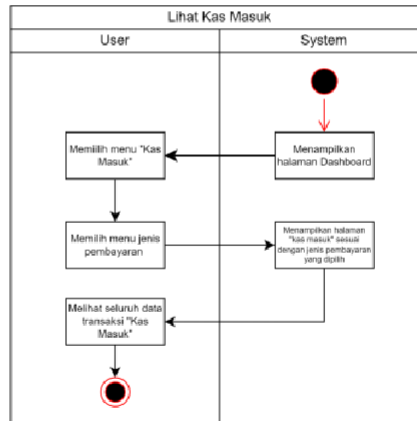 Lihat Kas Masuk
User
System
Menampilkan
halaman Dashboard
Memilih menu "Kas
Masuk"
Memilih menu jenis
pembayaran
Menampilkan halaman
"kas masuk" sesuai
dengan jenis pembayaran
yang dipilih
Melihat seluruh data
transaksi "Kas
Masuk"